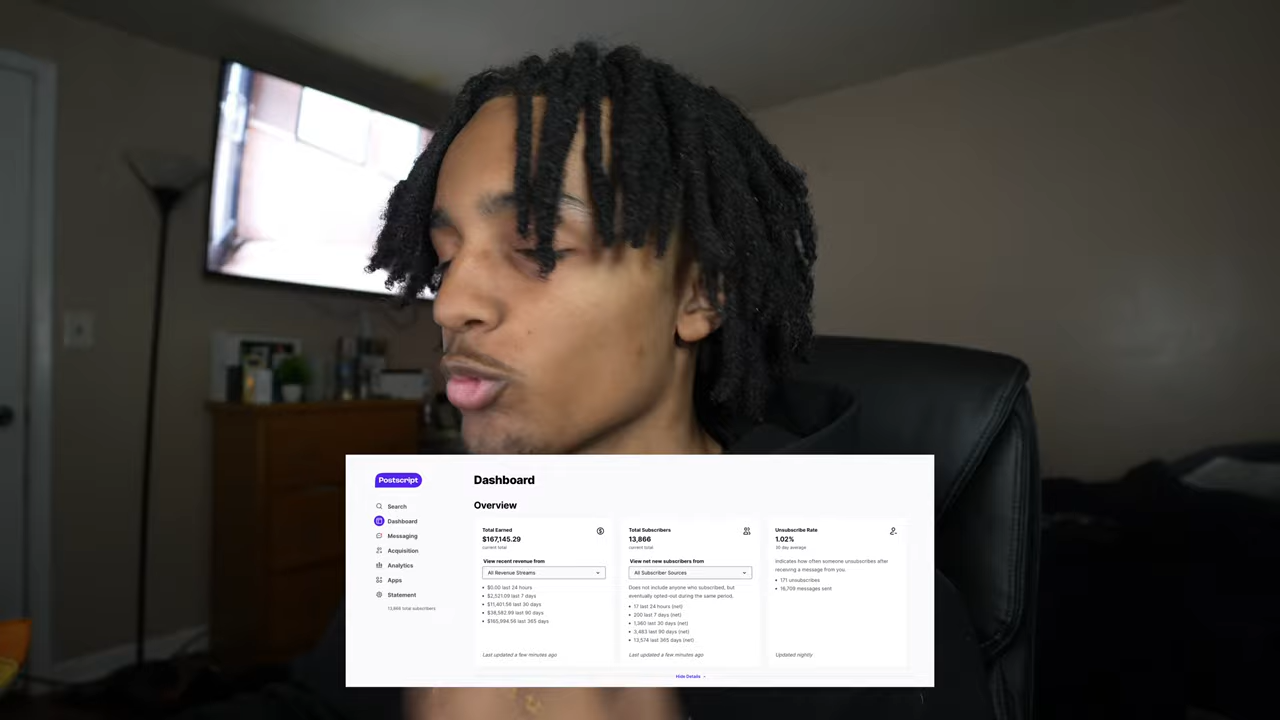 Postscript
Search
Dashboard
Messaging
Acquisition
Analytics
Apps
Statement
13,866 total subscribers
Dashboard
Overview
Total Earned
$167,145.29
current total
View recent revenue from
All Revenue Streams
• $0.00 last 24 hours
• $2,521.09 last 7 days
• $11,401.56 last 30 days
• $38,582.99 last 90 days
• $165,994.56 last 365 days
Last updated a few minutes ago
Total Subscribers
13,866
current total
View net new subscribers from
All Subscriber Sources
Does not include anyone who subscribed, but
eventually opted-out during the same period.
• 17 last 24 hours (net)
• 200 last 7 days (net)
• 1,360 last 30 days (net)
• 3,483 last 90 days (net)
• 13,574 last 365 days (net)
Last updated a few minutes ago
Unsubscribe Rate
1.02%
30 day average
Indicates how often someone unsubscribes after
receiving a message from you.
• 171 unsubscribes
• 16,709 messages sent
Updated nightly
Hide Details